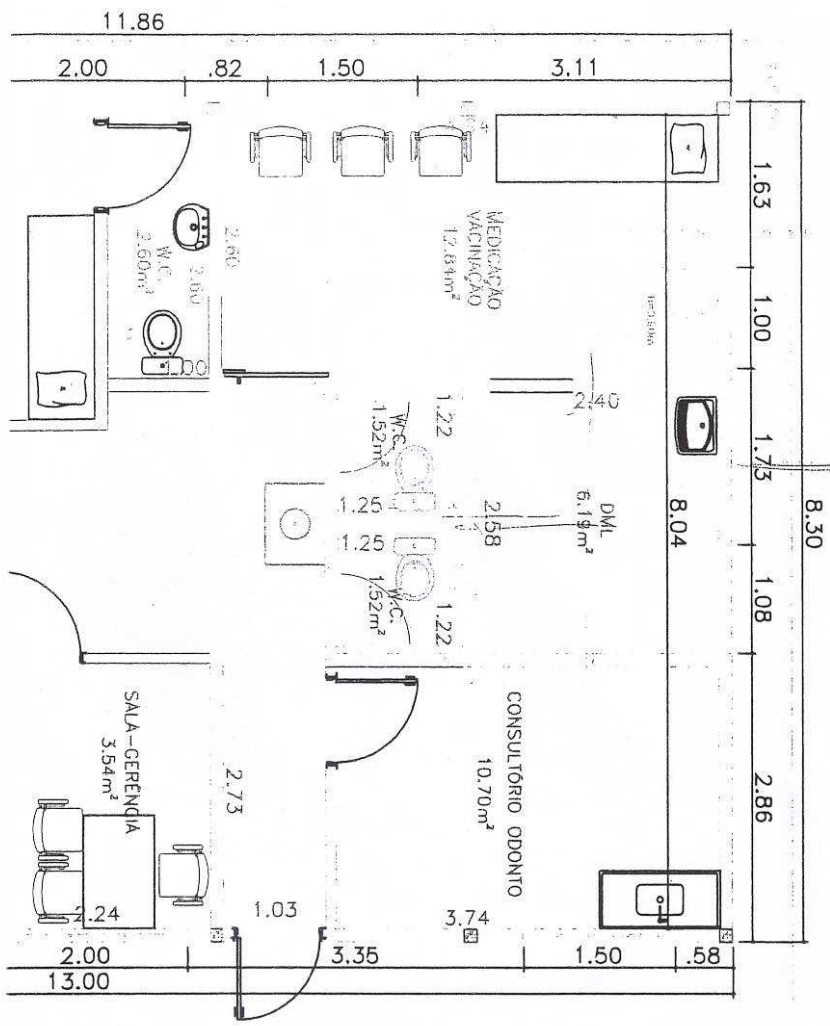 11.86
2.00
.82
1.50
3.11
1.63
1.00
1.73
1.08
2.86
8.30
8.04
MEDICAÇÃO
VACINAÇÃO
12.84m²
2.60
W.C.
2.60m²
2.60
1.00
2.40
1.22
W.C.
1.52m²
1.25
2.58
DML
6.19m²
1.25
W.C.
1.52m²
1.22
SALA-GERÊNCIA
3.54m²
2.73
CONSULTÓRIO ODONTO
10.70m²
2.24
1.03
3.74
2.00
3.35
1.50
1.58
13.00